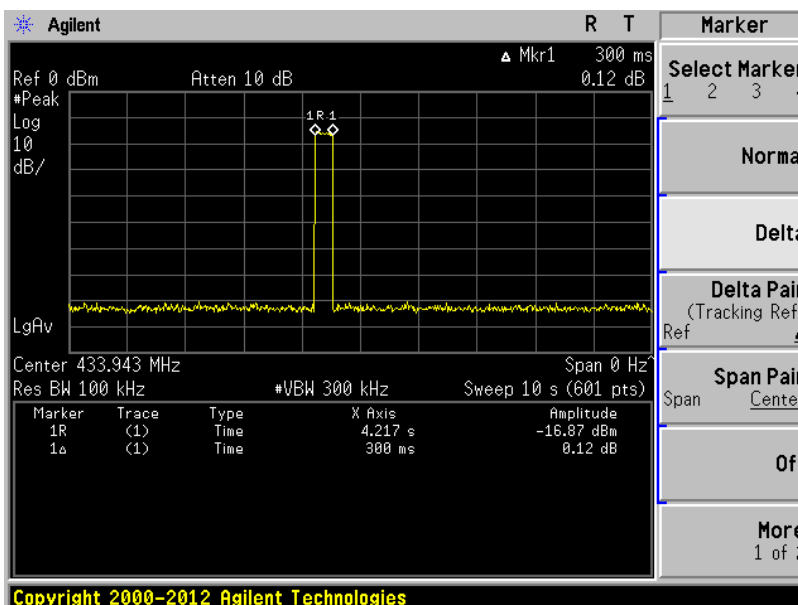 Agilent R T Marker
Δ Mkr1 300 ms
Ref 0 dBm Atten 10 dB 0.12 dB
#Peak
Log
10
dB/
1R 1
LgAv
Center 433.943 MHz Span 0 Hz^
Res BW 100 kHz #VBW 300 kHz Sweep 10 s (601 pts)
Marker Trace Type X Axis Amplitude
1R (1) Time 4.217 s -16.87 dBm
1Δ (1) Time 300 ms 0.12 dB
Select Marker
1 2 3
Norma
Delta
Delta Pair
(Tracking Ref
Ref Δ
Span Pair
Span Cente
Of
More
1 of 2
Copyright 2000-2012 Agilent Technologies